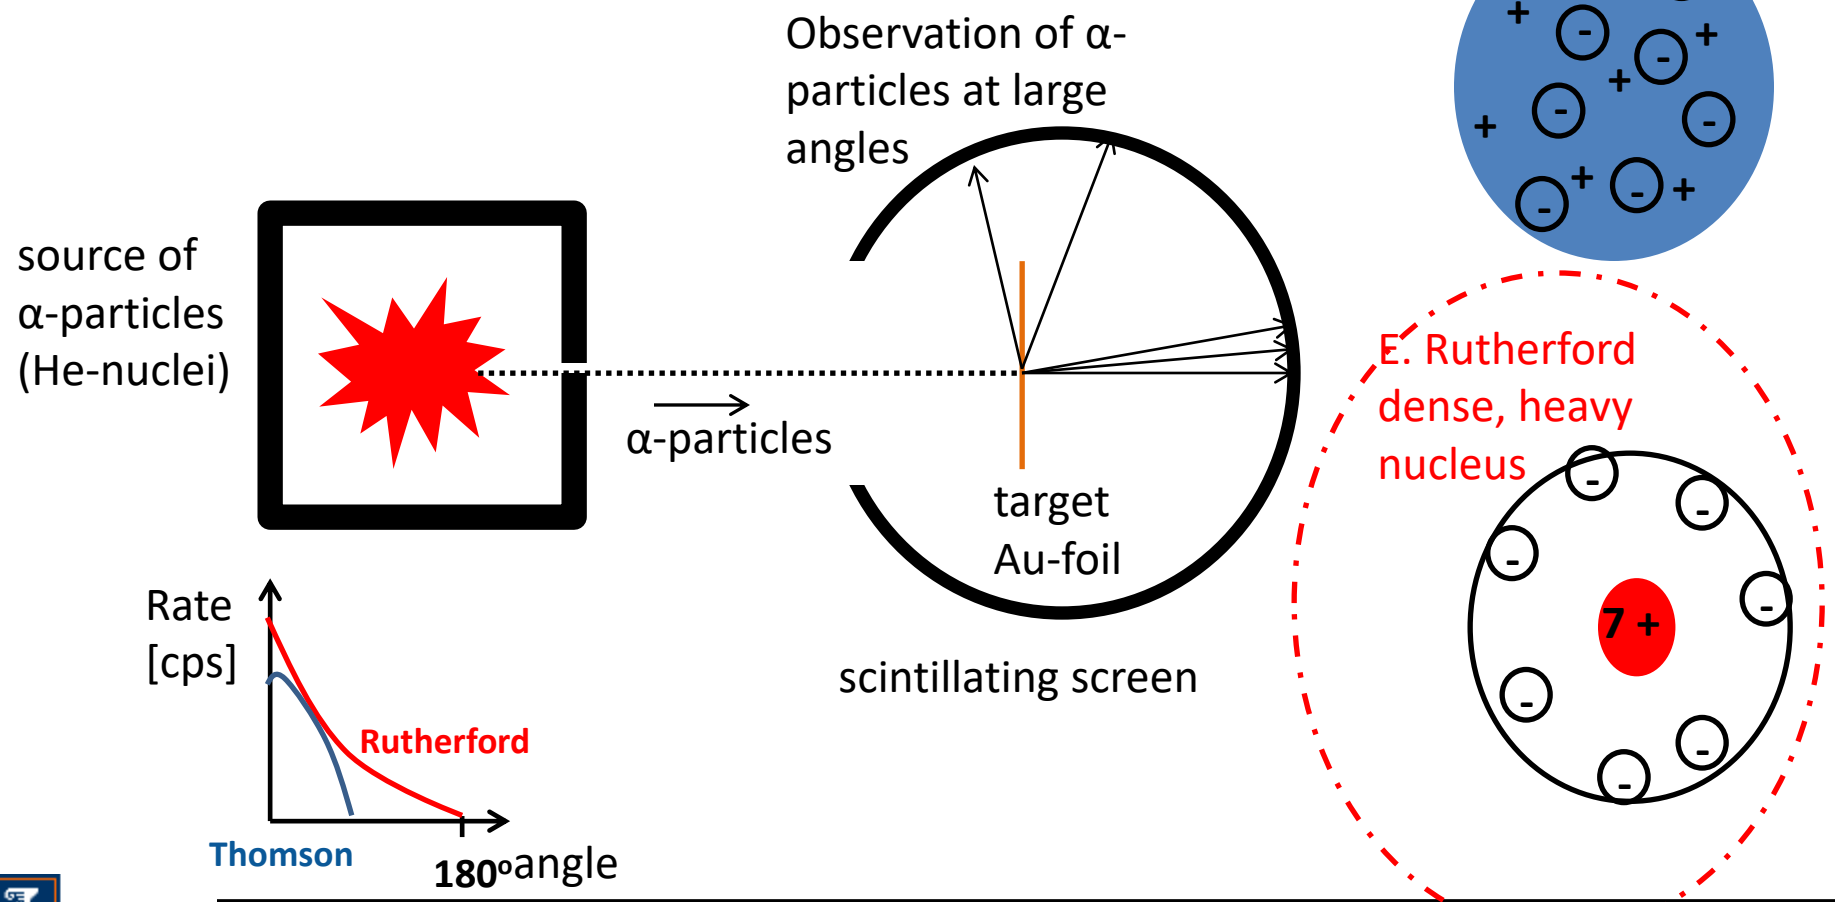 Observation of α-
particles at large
angles
source of
α-particles
(He-nuclei)
α-particles
target
Au-foil
scintillating screen
Rate
[cps]
Rutherford
Thomson
180º angle
+
-
+
-
+
-
+
-
+
-
+
-
E. Rutherford
dense, heavy
nucleus
-
-
-
-
7 +
-
-
-